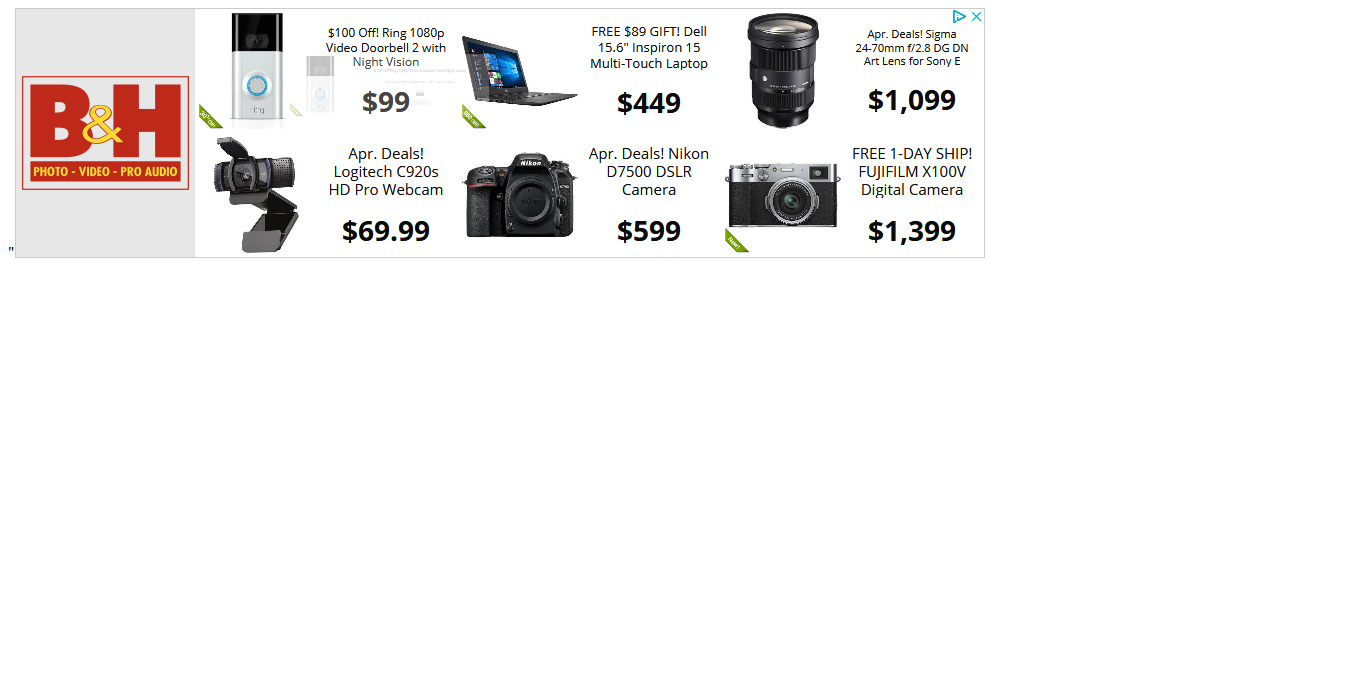 B&H
PHOTO - VIDEO - PRO AUDIO
$100 Off! Ring 1080p
Video Doorbell 2 with
Night Vision
$99
ring
FREE $89 GIFT! Dell
15.6" Inspiron 15
Multi-Touch Laptop
$449
Apr. Deals! Sigma
24-70mm f/2.8 DG DN
Art Lens for Sony E
$1,099
Apr. Deals!
Logitech C920s
HD Pro Webcam
$69.99
Nikon
Apr. Deals! Nikon
D7500 DSLR
Camera
$599
New!
FREE 1-DAY SHIP!
FUJIFILM X100V
Digital Camera
$1,399
"